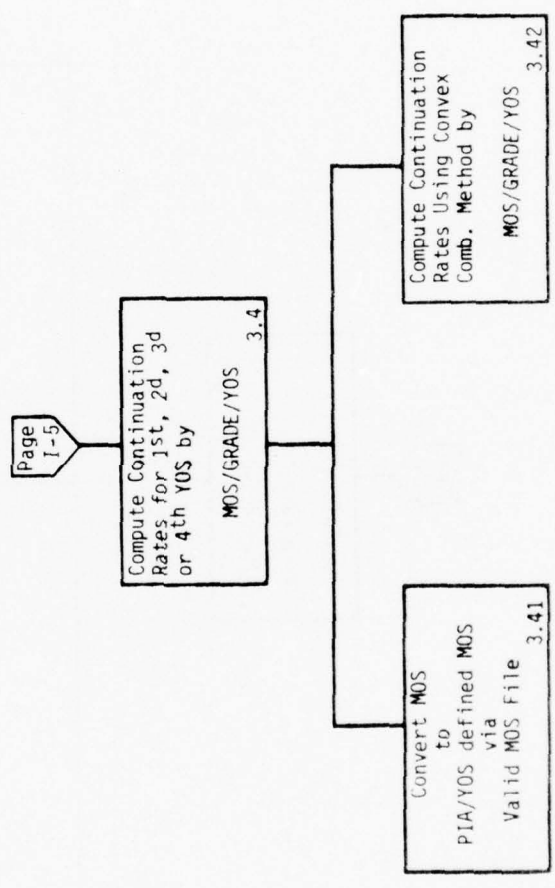 Page
I-5
Compute Continuation
Rates for 1st, 2d, 3d
or 4th YOS by
MOS/GRADE/YOS
3.4
Convert MOS
to
PIA/YOS defined MOS
via
Valid MOS File
3.41
Compute Continuation
Rates Using Convex
Comb. Method by
MOS/GRADE/YOS
3.42